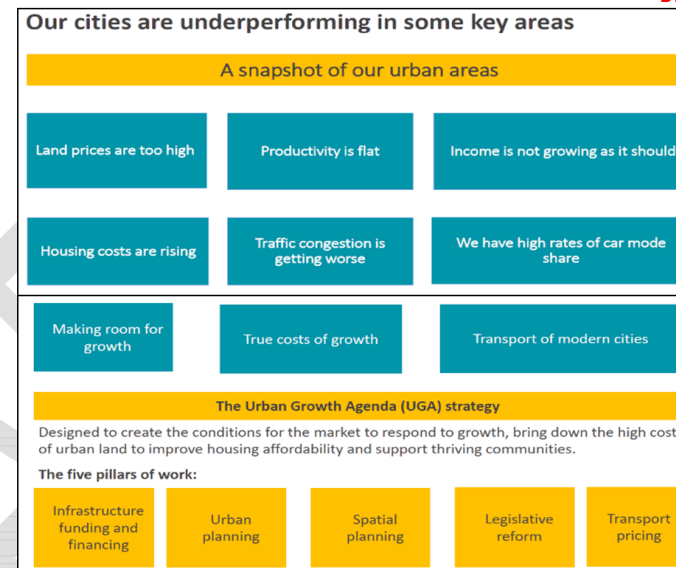 Our cities are underperforming in some key areas
A snapshot of our urban areas
Land prices are too high
Productivity is flat
Income is not growing as it should
Housing costs are rising
Traffic congestion is
getting worse
We have high rates of car mode
share
Making room for
growth
True costs of growth
Transport of modern cities
The Urban Growth Agenda (UGA) strategy
Designed to create the conditions for the market to respond to growth, bring down the high cost
of urban land to improve housing affordability and support thriving communities.
The five pillars of work:
Infrastructure
funding and
financing
Urban
planning
Spatial
planning
Legislative
reform
Transport
pricing